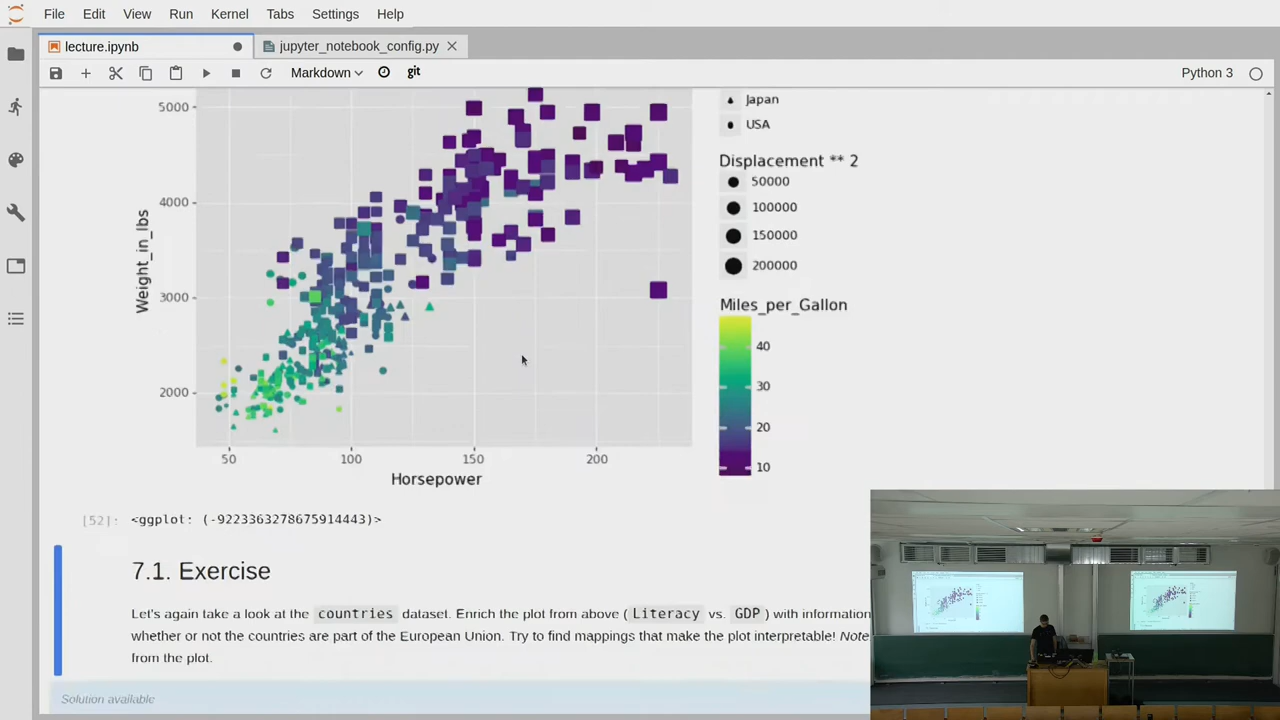 File Edit View Run Kernel Tabs Settings Help
lecture.ipynb jupyter_notebook_config.py
Markdown git Python 3
5000
4000
3000
2000
Weight_in_lbs
50 100 150 200
Horsepower
Japan
USA
Displacement ** 2
50000
100000
150000
200000
Miles_per_Gallon
40
30
20
10
[52]: <ggplot: (-9223363278675914443)>
7.1. Exercise
Let's again take a look at the countries dataset. Enrich the plot from above ( Literacy vs. GDP ) with information
whether or not the countries are part of the European Union. Try to find mappings that make the plot interpretable! Note
from the plot.
Solution available